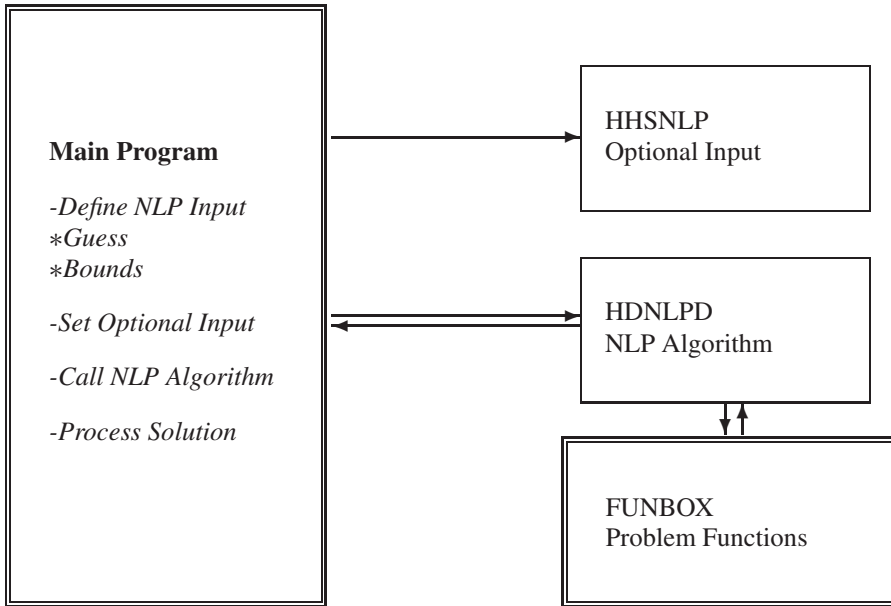 Main Program
-Define NLP Input
*Guess
*Bounds
-Set Optional Input
-Call NLP Algorithm
-Process Solution
HHSNLP
Optional Input
HDNLPD
NLP Algorithm
FUNBOX
Problem Functions